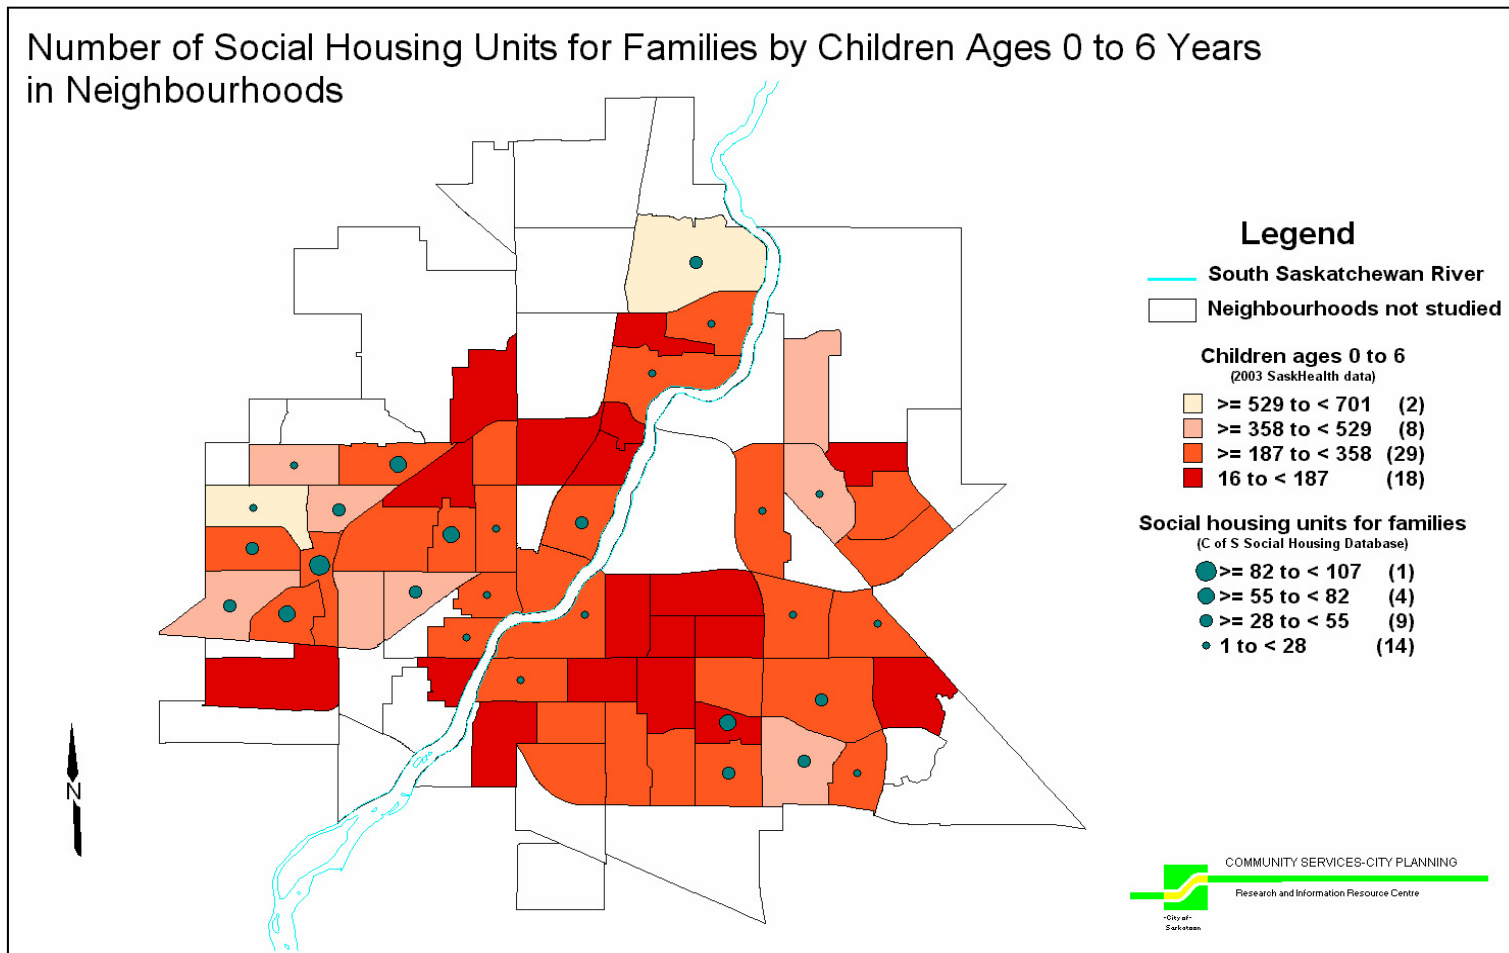 Number of Social Housing Units for Families by Children Ages 0 to 6 Years
in Neighbourhoods
Legend
South Saskatchewan River
Neighbourhoods not studied
Children ages 0 to 6
(2003 SaskHealth data)
>= 529 to < 701 (2)
>= 358 to < 529 (8)
>= 187 to < 358 (29)
16 to < 187 (18)
Social housing units for families
(C of S Social Housing Database)
>= 82 to < 107 (1)
>= 55 to < 82 (4)
>= 28 to < 55 (9)
1 to < 28 (14)
N
COMMUNITY SERVICES-CITY PLANNING
Research and Information Resource Centre
-City of-
Saskatoon